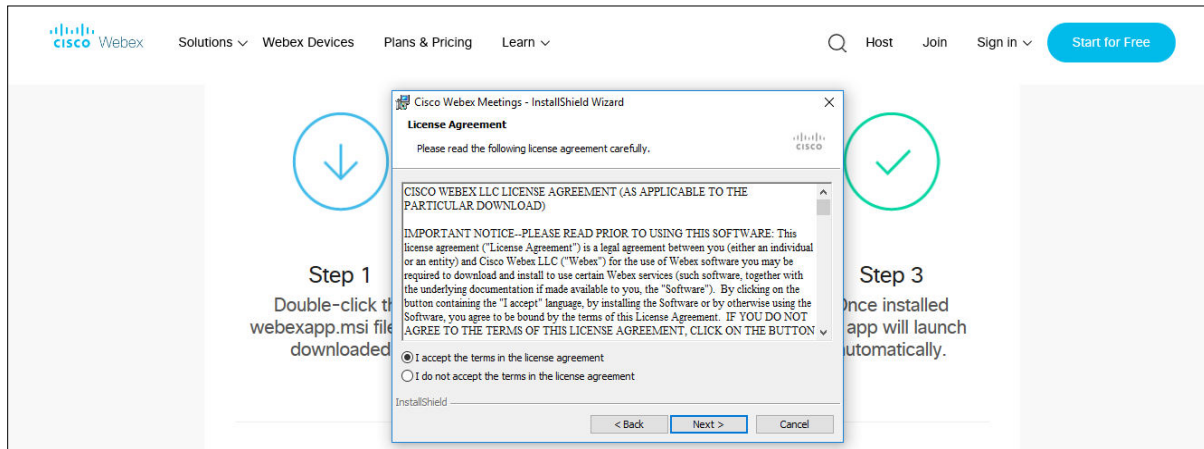 CISCO Webex
Solutions Webex Devices Plans & Pricing Learn Host Join Sign in Start for Free
Cisco Webex Meetings - InstallShield Wizard
License Agreement
Please read the following license agreement carefully.
CISCO
CISCO WEBEX LLC LICENSE AGREEMENT (AS APPLICABLE TO THE
PARTICULAR DOWNLOAD)
IMPORTANT NOTICE--PLEASE READ PRIOR TO USING THIS SOFTWARE: This
license agreement ("License Agreement") is a legal agreement between you (either an individual
or an entity) and Cisco Webex LLC ("Webex") for the use of Webex software you may be
required to download and install to use certain Webex services (such software, together with
the underlying documentation if made available to you, the "Software"). By clicking on the
button containing the "I accept" language, by installing the Software or by otherwise using the
Software, you agree to be bound by the terms of this License Agreement. IF YOU DO NOT
AGREE TO THE TERMS OF THIS LICENSE AGREEMENT, CLICK ON THE BUTTON
I accept the terms in the license agreement
I do not accept the terms in the license agreement
InstallShield
< Back Next > Cancel
Step 1
Double-click
webexapp.msi file
downloaded
Step 3
Once installed
app will launch
automatically.